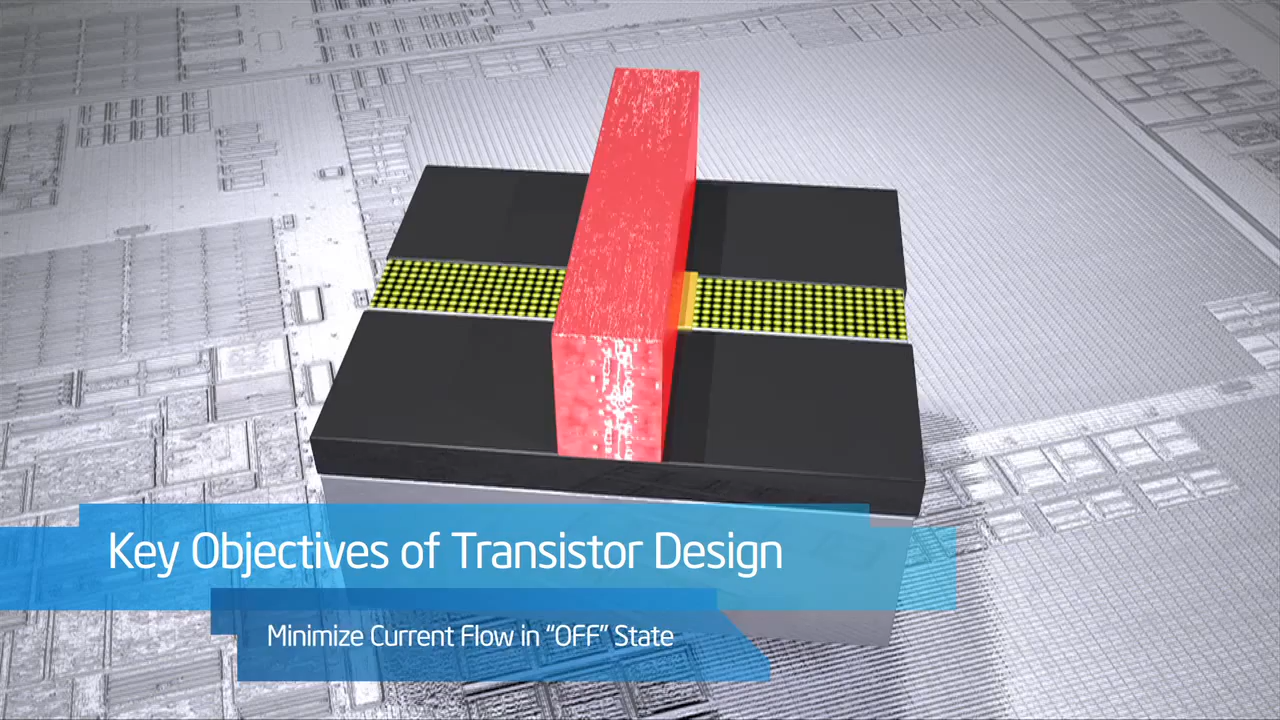 Key Objectives of Transistor Design
Minimize Current Flow in “OFF” State